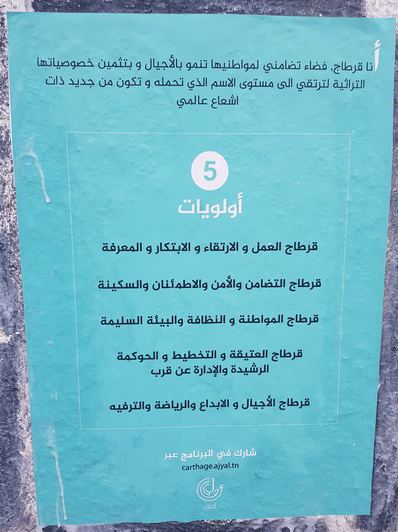 أنا قرطاج, فضاء تضامني لمواطنيها تنمو بالأجيال و بتثمين خصوصياتها
التراثية لترتقي الى مستوى الاسم الذي تحمله و تكون من جديد ذات
اشعاع عالمي
5
أولويات
قرطاج العمل و الارتقاء و الابتكار و المعرفة
قرطاج التضامن والأمن والاطمئنان والسكينة
قرطاج المواطنة و النظافة والبيئة السليمة
قرطاج العتيقة و التخطيط و الحوكمة
الرشيدة والإدارة عن قرب
قرطاج الأجيال و الابداع والرياضة والترفيه
شارك في البرنامج عبر
carthage.ajyal.tn
أجيال